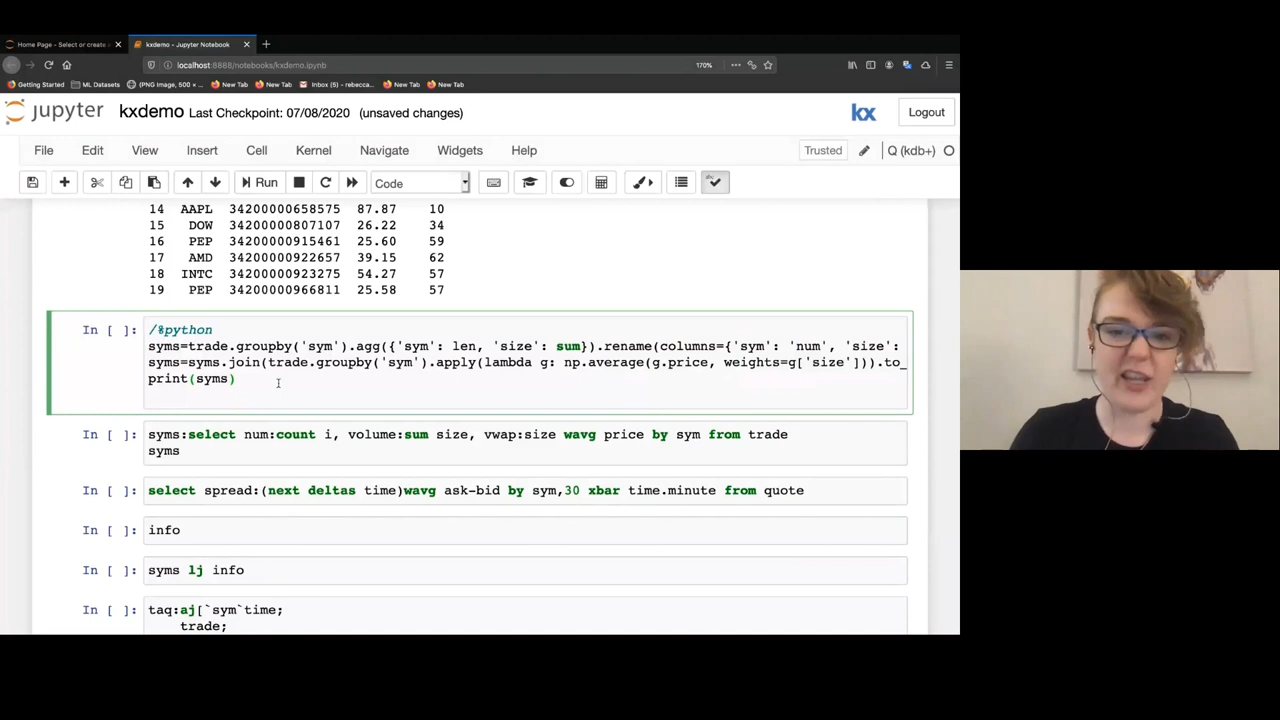 Home Page - Select or create
kxdemo - Jupyter Notebook
localhost:8888/notebooks/kxdemo.ipynb
170%
Getting Started
ML Datasets
(PNG Image, 500 × ...
New Tab
New Tab
Inbox (5) - rebecca...
New Tab
New Tab
jupyter kxdemo Last Checkpoint: 07/08/2020 (unsaved changes)
kx
Logout
File Edit View Insert Cell Kernel Navigate Widgets Help
Trusted
Q (kdb+)
Run
Code
14 AAPL 34200000658575 87.87 10
15 DOW 34200000807107 26.22 34
16 PEP 34200000915461 25.60 59
17 AMD 34200000922657 39.15 62
18 INTC 34200000923275 54.27 57
19 PEP 34200000966811 25.58 57
In [ ]: /%python
syms=trade.groupby('sym').agg({'sym': len, 'size': sum}).rename(columns={'sym': 'num', 'size':
syms=syms.join(trade.groupby('sym').apply(lambda g: np.average(g.price, weights=g['size'])).to_
print(syms)
In [ ]: syms:select num:count i, volume:sum size, vwap:size wavg price by sym from trade
syms
In [ ]: select spread:(next deltas time)wavg ask-bid by sym,30 xbar time.minute from quote
In [ ]: info
In [ ]: syms lj info
In [ ]: taq:aj[`sym`time;
trade;